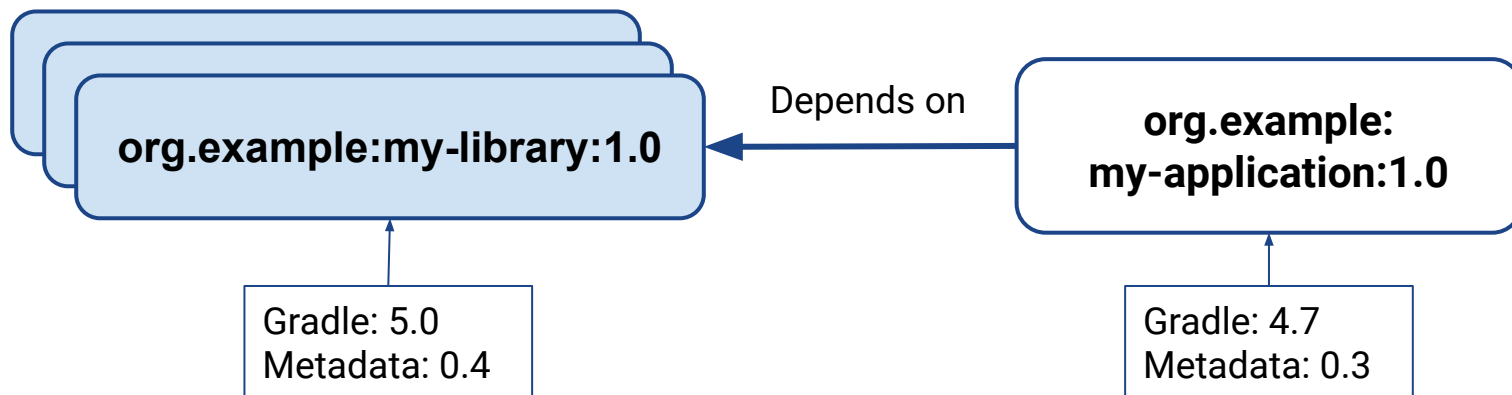 Depends on
org.example:my-library:1.0
org.example:
my-application:1.0
Gradle: 5.0
Metadata: 0.4
Gradle: 4.7
Metadata: 0.3